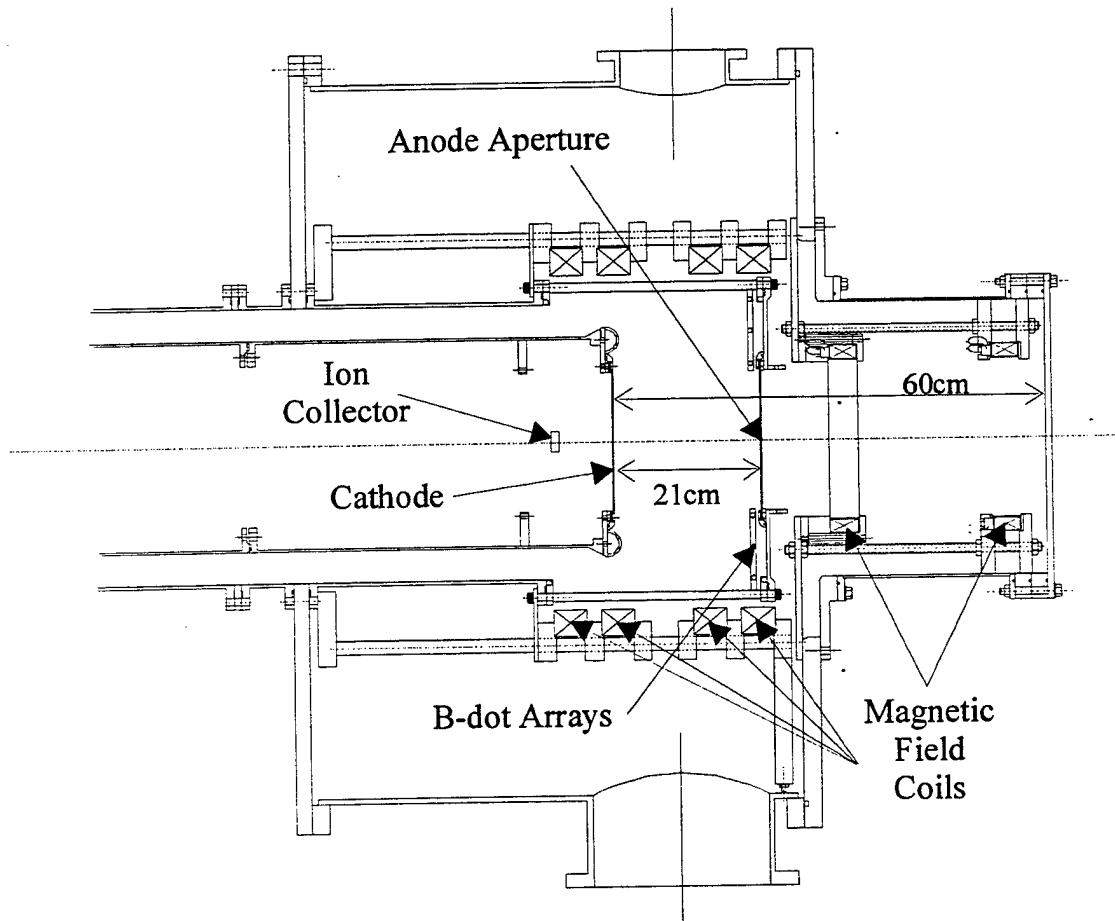 Anode Aperture
Ion
Collector
60cm
Cathode
21cm
B-dot Arrays
Magnetic
Field
Coils